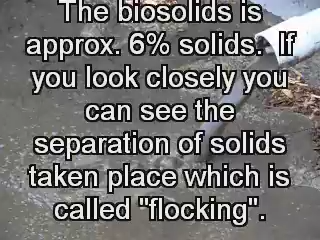 The biosolids is
approx. 6% solids.  If
you look closely you
can see the
separation of solids
taken place which is
called "flocking".